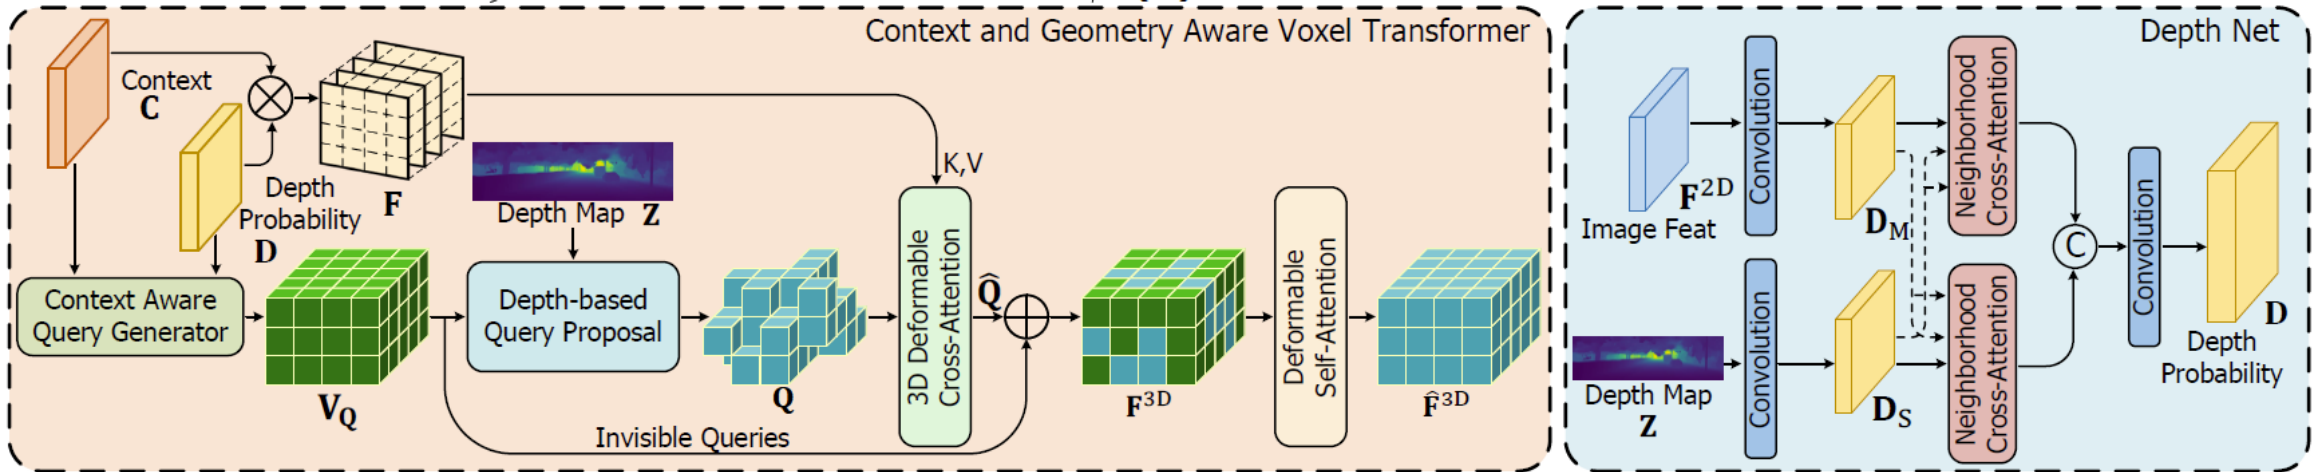 Context and Geometry Aware Voxel Transformer
Context
C
Depth
Probability
D
F
Depth Map Z
K,V
Context Aware
Query Generator
V_Q
Depth-based
Query Proposal
Q
3D Deformable
Cross-Attention
Q̂
Invisible Queries
F^3D
Deformable
Self-Attention
F̂^3D
Depth Net
F^2D
Image Feat
Convolution
D_M
Neighborhood
Cross-Attention
Depth Map
Z
Convolution
D_S
Neighborhood
Cross-Attention
C
Convolution
D
Depth
Probability